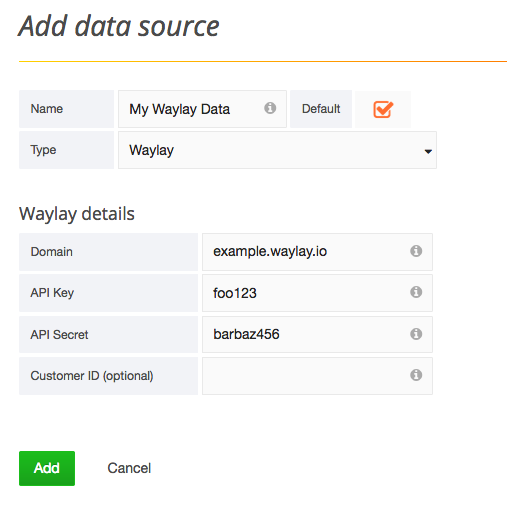 Add data source
Name My Waylay Data Default
Type Waylay
Waylay details
Domain example.waylay.io
API Key foo123
API Secret barbaz456
Customer ID (optional)
Add Cancel